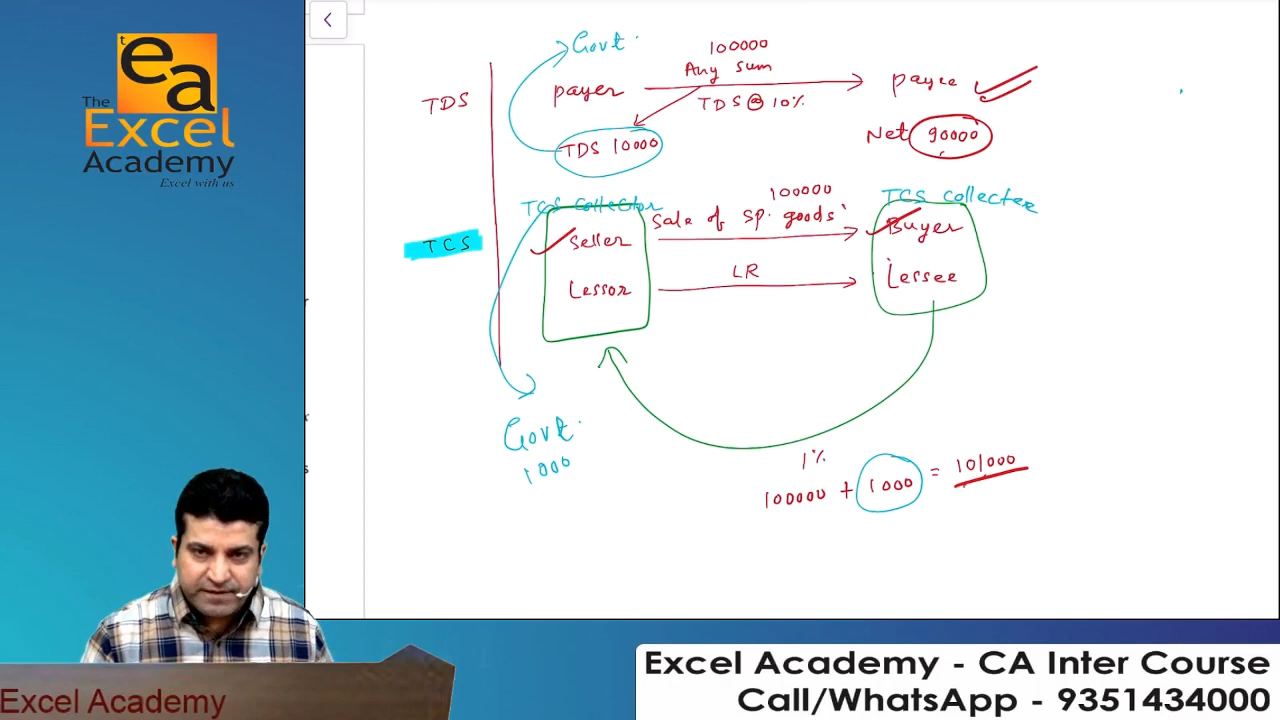 t
ea
The
Excel
Academy
Excel with us
Govt.
100000
Any sum
TDS
payer
payee
TDS @ 10%
TDS 10000
Net 90000
TCS collector
100000
TCS collectee
Sale of sp. goods
TCS
Seller
Buyer
LR
Lessor
Lessee
Govt.
1000
1%
100000 + 1000 = 101000
Excel Academy
Excel Academy - CA Inter Course
Call/WhatsApp - 9351434000